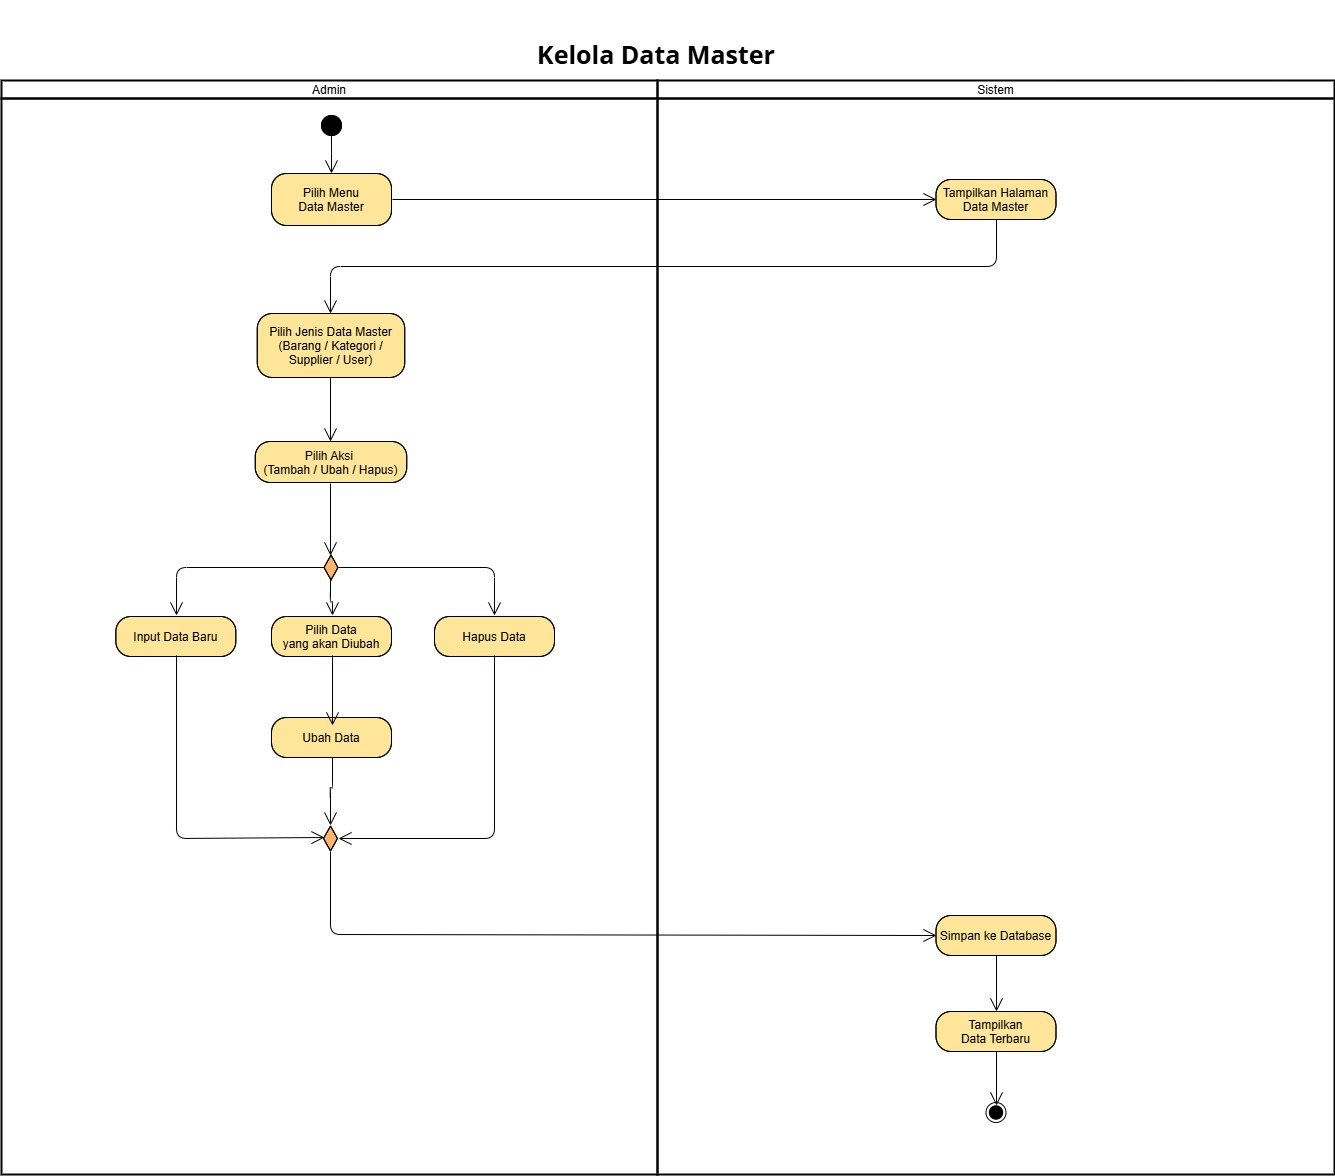 Kelola Data Master
Admin
Sistem
Pilih Menu
Data Master
Tampilkan Halaman
Data Master
Pilih Jenis Data Master
(Barang / Kategori /
Supplier / User)
Pilih Aksi
(Tambah / Ubah / Hapus)
Input Data Baru
Pilih Data
yang akan Diubah
Hapus Data
Ubah Data
Simpan ke Database
Tampilkan
Data Terbaru